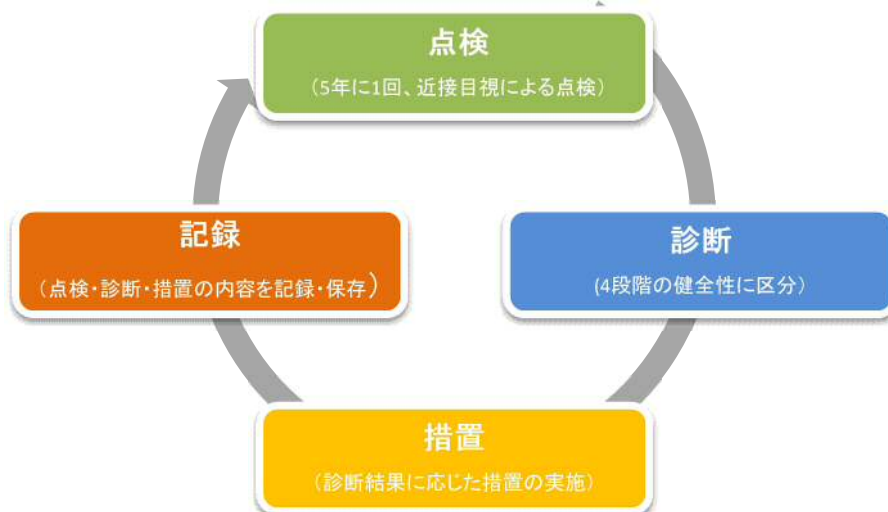 点検
（5年に1回、近接目視による点検）
記録
（点検・診断・措置の内容を記録・保存）
診断
(4段階の健全性に区分）
措置
（診断結果に応じた措置の実施）